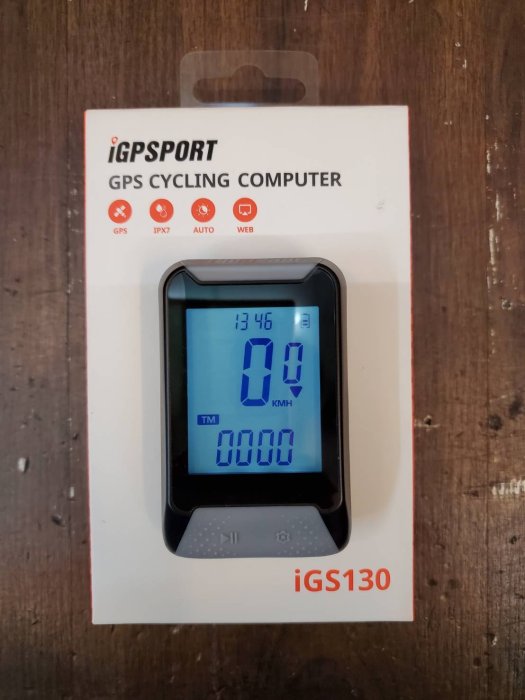 iGPSPORT
GPS CYCLING COMPUTER
GPS IPX7 AUTO WEB
13 46
0 0
KMH
TM
0000
iGS130